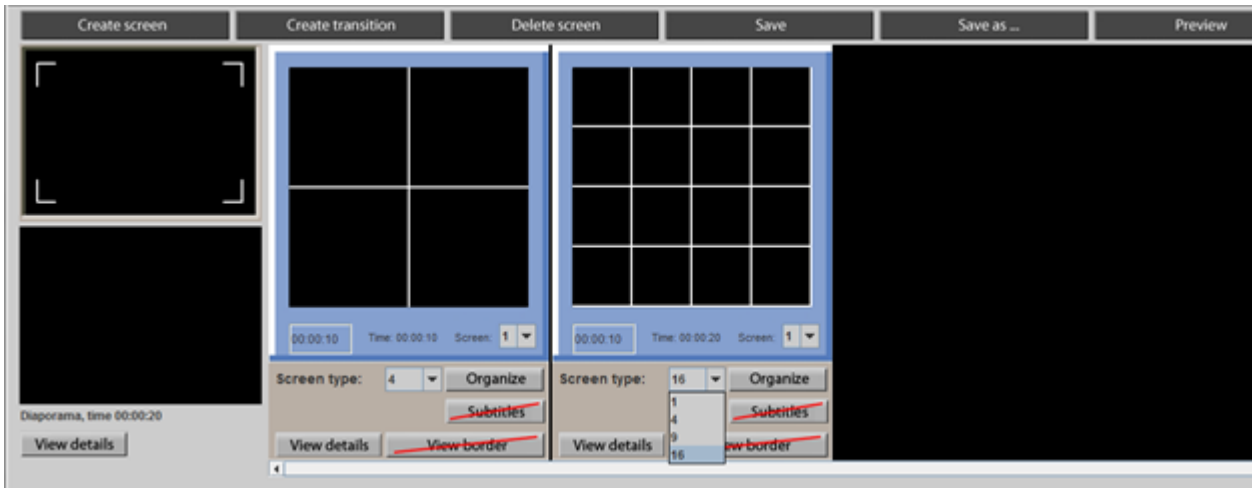 Create screen
Create transition
Delete screen
Save
Save as ...
Preview
00:00:10
Time: 00:00:10
Screen: 1
00:00:10
Time: 00:00:20
Screen: 1
Screen type: 4
Organize
Subtitles
View details
View border
Screen type: 16
Organize
1
4
9
16
Subtitles
View details
ew border
Diaporama, time 00:00:20
View details